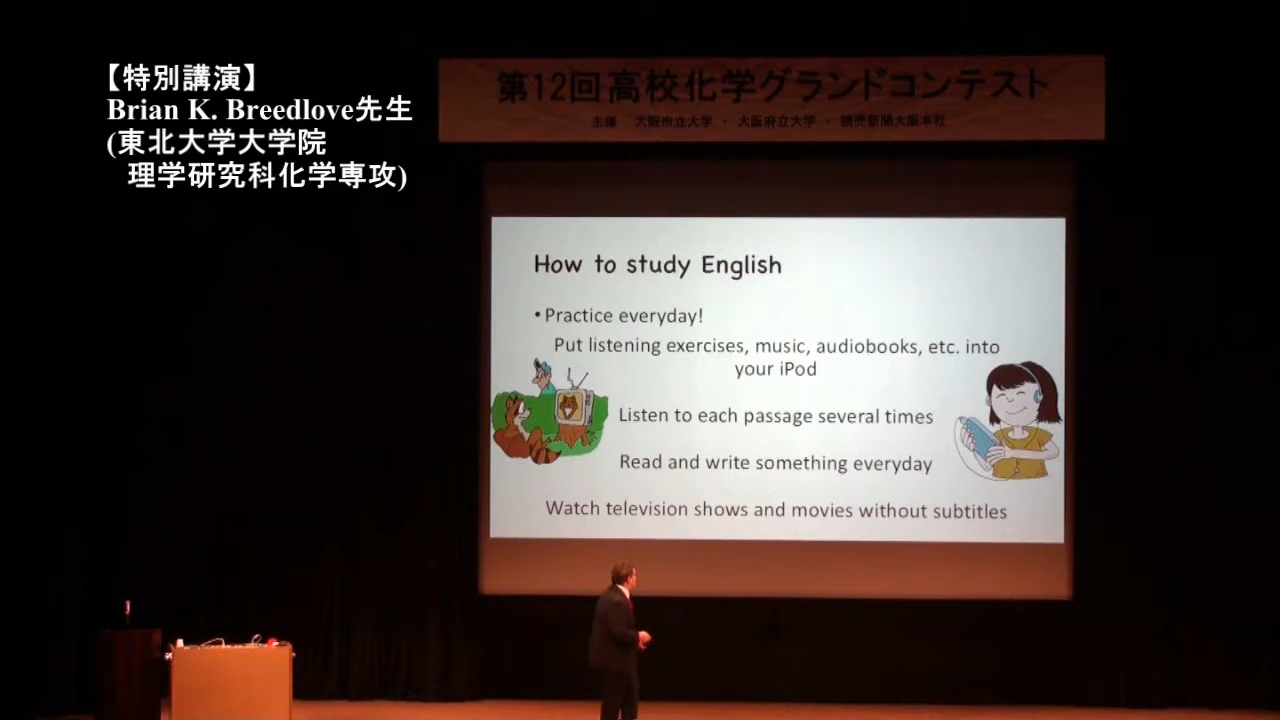 【特別講演】
Brian K. Breedlove先生
(東北大学大学院
理学研究科化学専攻)
第12回高校化学グランドコンテスト
主催 大阪市立大学 ・ 大阪府立大学 ・ 読売新聞大阪本社
How to study English
• Practice everyday!
Put listening exercises, music, audiobooks, etc. into
your iPod
Listen to each passage several times
Read and write something everyday
Watch television shows and movies without subtitles